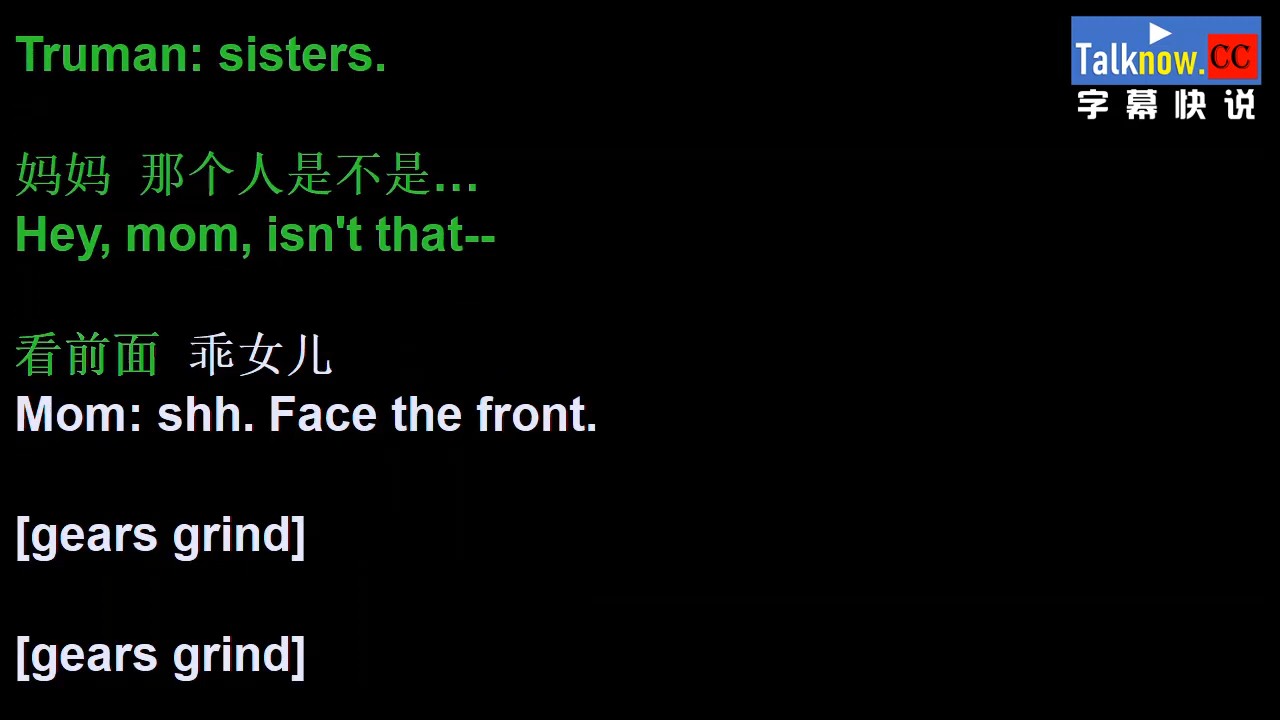 Truman: sisters.
Talknow.CC
字幕快说
妈妈 那个人是不是...
Hey, mom, isn't that--
看前面 乖女儿
Mom: shh. Face the front.
[gears grind]
[gears grind]